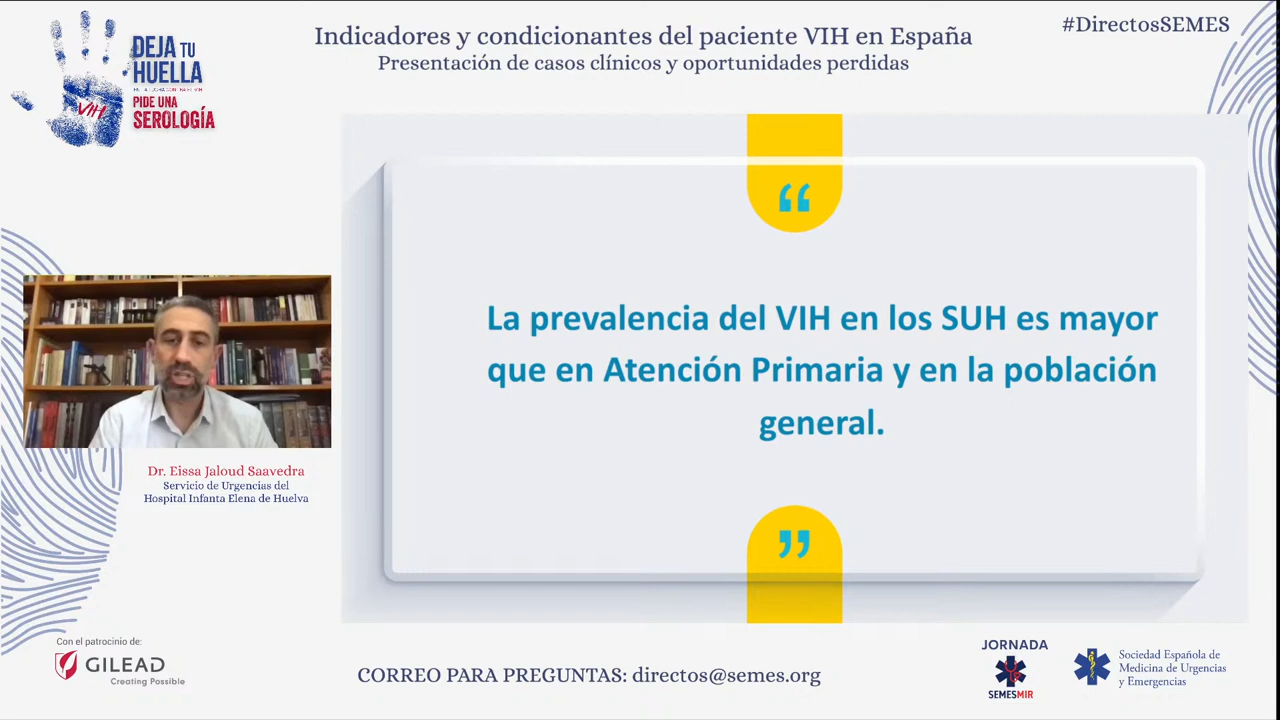 DEJA TU
HUELLA
PIDE UNA
SEROLOGÍA
VIH
Indicadores y condicionantes del paciente VIH en España
Presentación de casos clínicos y oportunidades perdidas
#DirectosSEMES
“
La prevalencia del VIH en los SUH es mayor
que en Atención Primaria y en la población
general.
”
Dr. Eissa Jaloud Saavedra
Servicio de Urgencias del
Hospital Infanta Elena de Huelva
Con el patrocinio de:
GILEAD
Creating Possible
CORREO PARA PREGUNTAS: directos@semes.org
JORNADA
SEMESMIR
Sociedad Española de
Medicina de Urgencias
y Emergencias